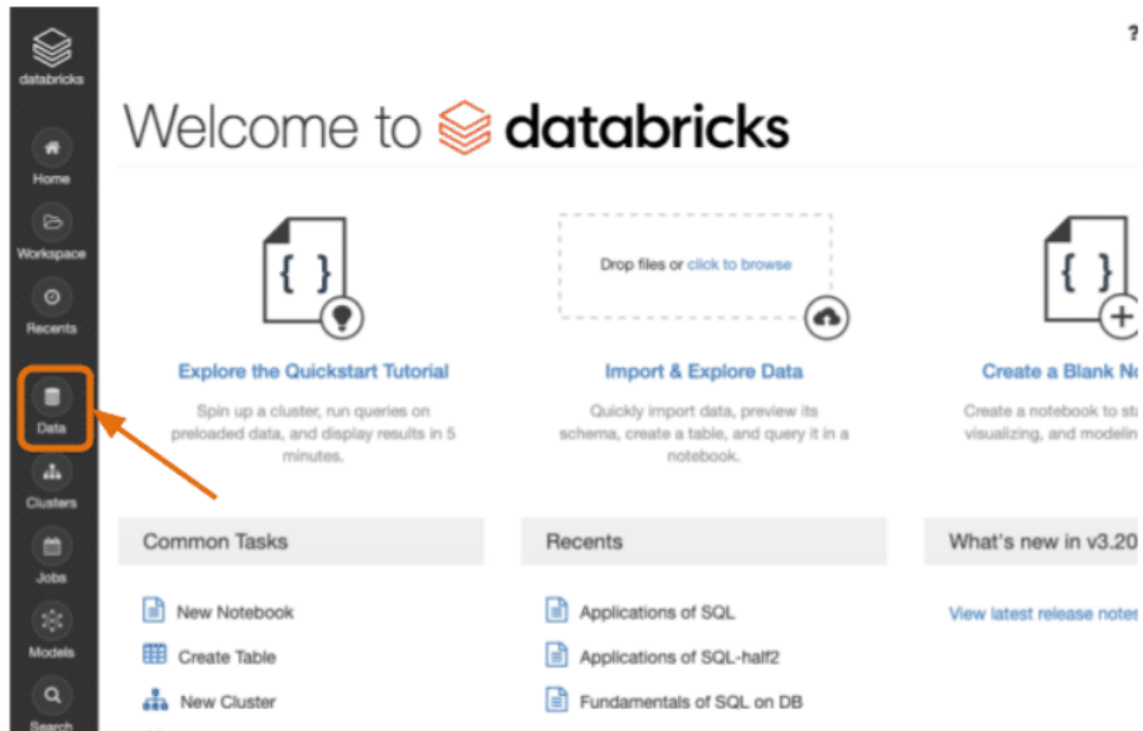 databricks
Home
Workspace
Recents
Data
Clusters
Jobs
Models
Search
?
Welcome to databricks
{ }
Explore the Quickstart Tutorial
Spin up a cluster, run queries on
preloaded data, and display results in 5
minutes.
Drop files or click to browse
Import & Explore Data
Quickly import data, preview its
schema, create a table, and query it in a
notebook.
{ }
Create a Blank No
Create a notebook to sta
visualizing, and modelin
Common Tasks
New Notebook
Create Table
New Cluster
Recents
Applications of SQL
Applications of SQL-half2
Fundamentals of SQL on DB
What's new in v3.20
View latest release notes